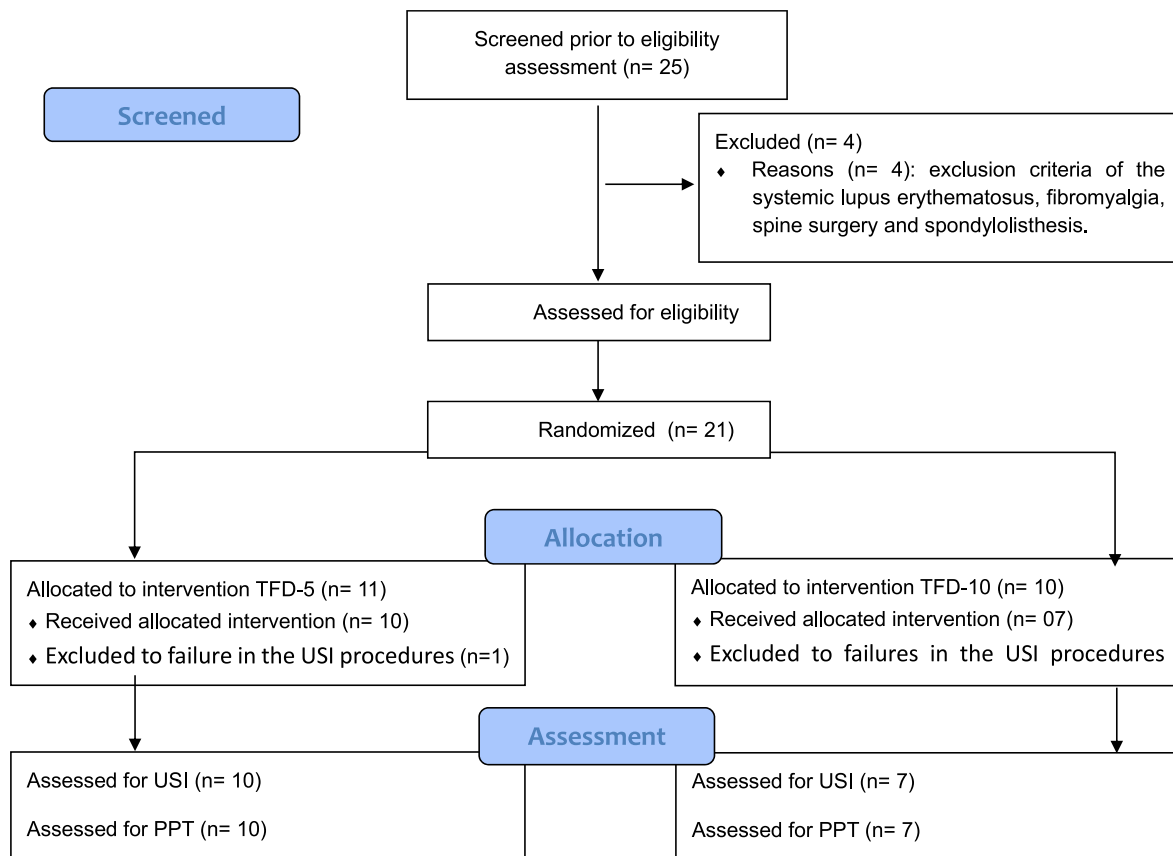 Screened prior to eligibility
assessment (n= 25)
Screened
Excluded (n= 4)
♦ Reasons (n= 4): exclusion criteria of the
systemic lupus erythematosus, fibromyalgia,
spine surgery and spondylolisthesis.
Assessed for eligibility
Randomized (n= 21)
Allocation
Allocated to intervention TFD-5 (n= 11)
♦ Received allocated intervention (n= 10)
♦ Excluded to failure in the USI procedures (n=1)
Allocated to intervention TFD-10 (n= 10)
♦ Received allocated intervention (n= 07)
♦ Excluded to failures in the USI procedures
Assessment
Assessed for USI (n= 10)
Assessed for PPT (n= 10)
Assessed for USI (n= 7)
Assessed for PPT (n= 7)